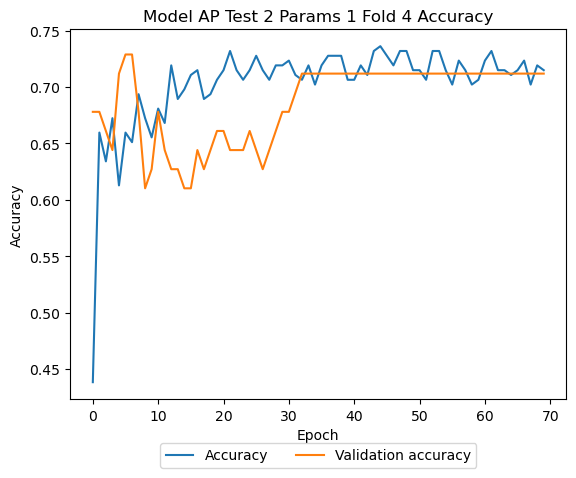 Model AP Test 2 Params 1 Fold 4 Accuracy
0.75
0.70
0.65
0.60
0.55
0.50
0.45
Accuracy
0 10 20 30 40 50 60 70
Epoch
Accuracy Validation accuracy